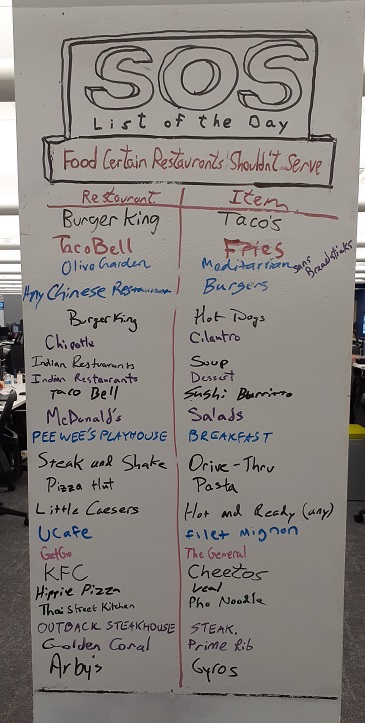 SOS
List of the Day
Food Certain Restaurants Shouldn't Serve
Restaurant Item
Burger King Taco's
Taco Bell Fries
Olive Garden sans Breadsticks
Any Chinese Restaurant Burgers
Burger King Hot Dogs
Chipotle Cilantro
Indian Restaurants Soup
Indian Restaurants Dessert
Taco Bell Sushi Burrito
McDonald's Salads
PEE WEE'S PLAYHOUSE BREAKFAST
Steak and Shake Drive-Thru
Pizza Hut Pasta
Little Caesers Hot and Ready (any)
UCafe filet Mignon
GetGo The General
KFC Cheetos
Hippie Pizza Veal
Thai Street Kitchen Pho Noodle
OUTBACK STEAKHOUSE STEAK.
Golden Coral Prime Rib
Arby's Gyros